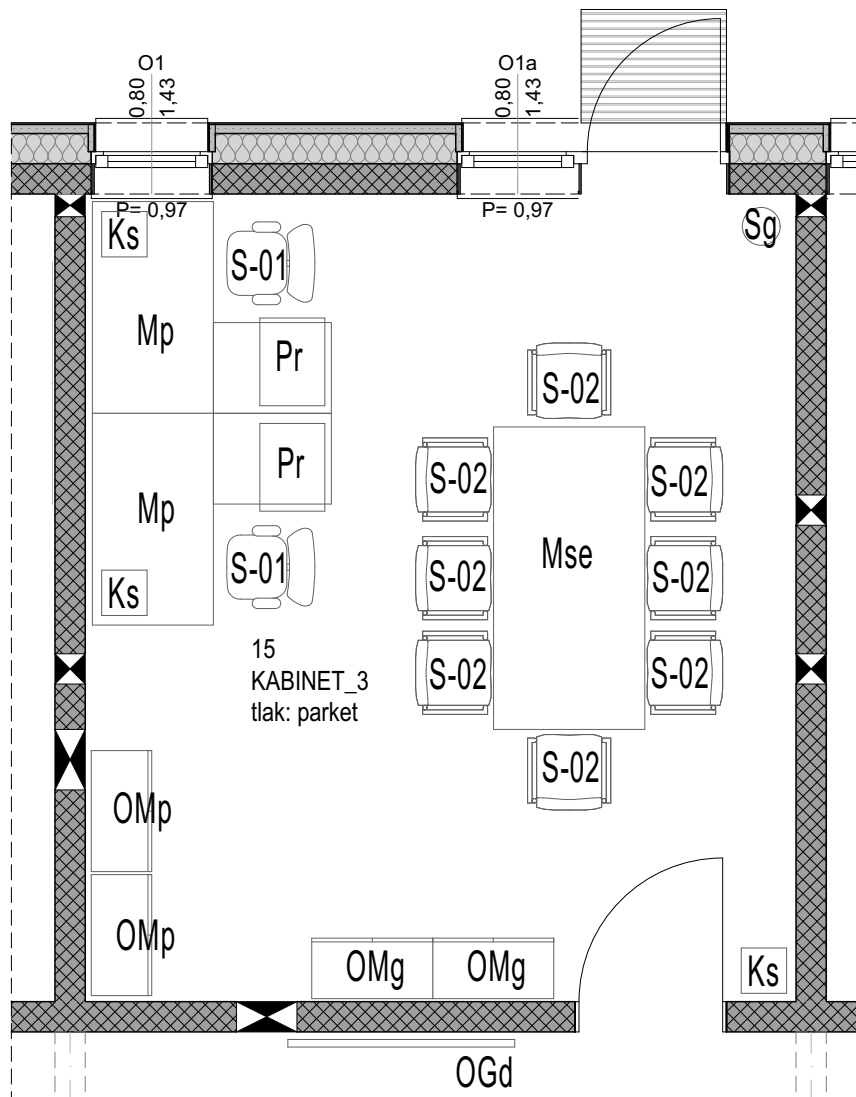 O1
0,80
1,43
O1a
0,80
1,43
P= 0,97
P= 0,97
Ks
Sg
S-01
Mp
Pr
S-02
S-02
S-02
Pr
Mp
Mse
S-01
S-02
S-02
Ks
15
KABINET_3
tlak: parket
S-02
S-02
S-02
OMp
OMp
OMg
OMg
Ks
OGd